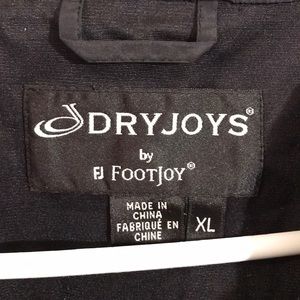 DRYJOYS®
by
FJ FOOTJOY®
MADE IN
CHINA
FABRIQUÉ EN
CHINE
XL